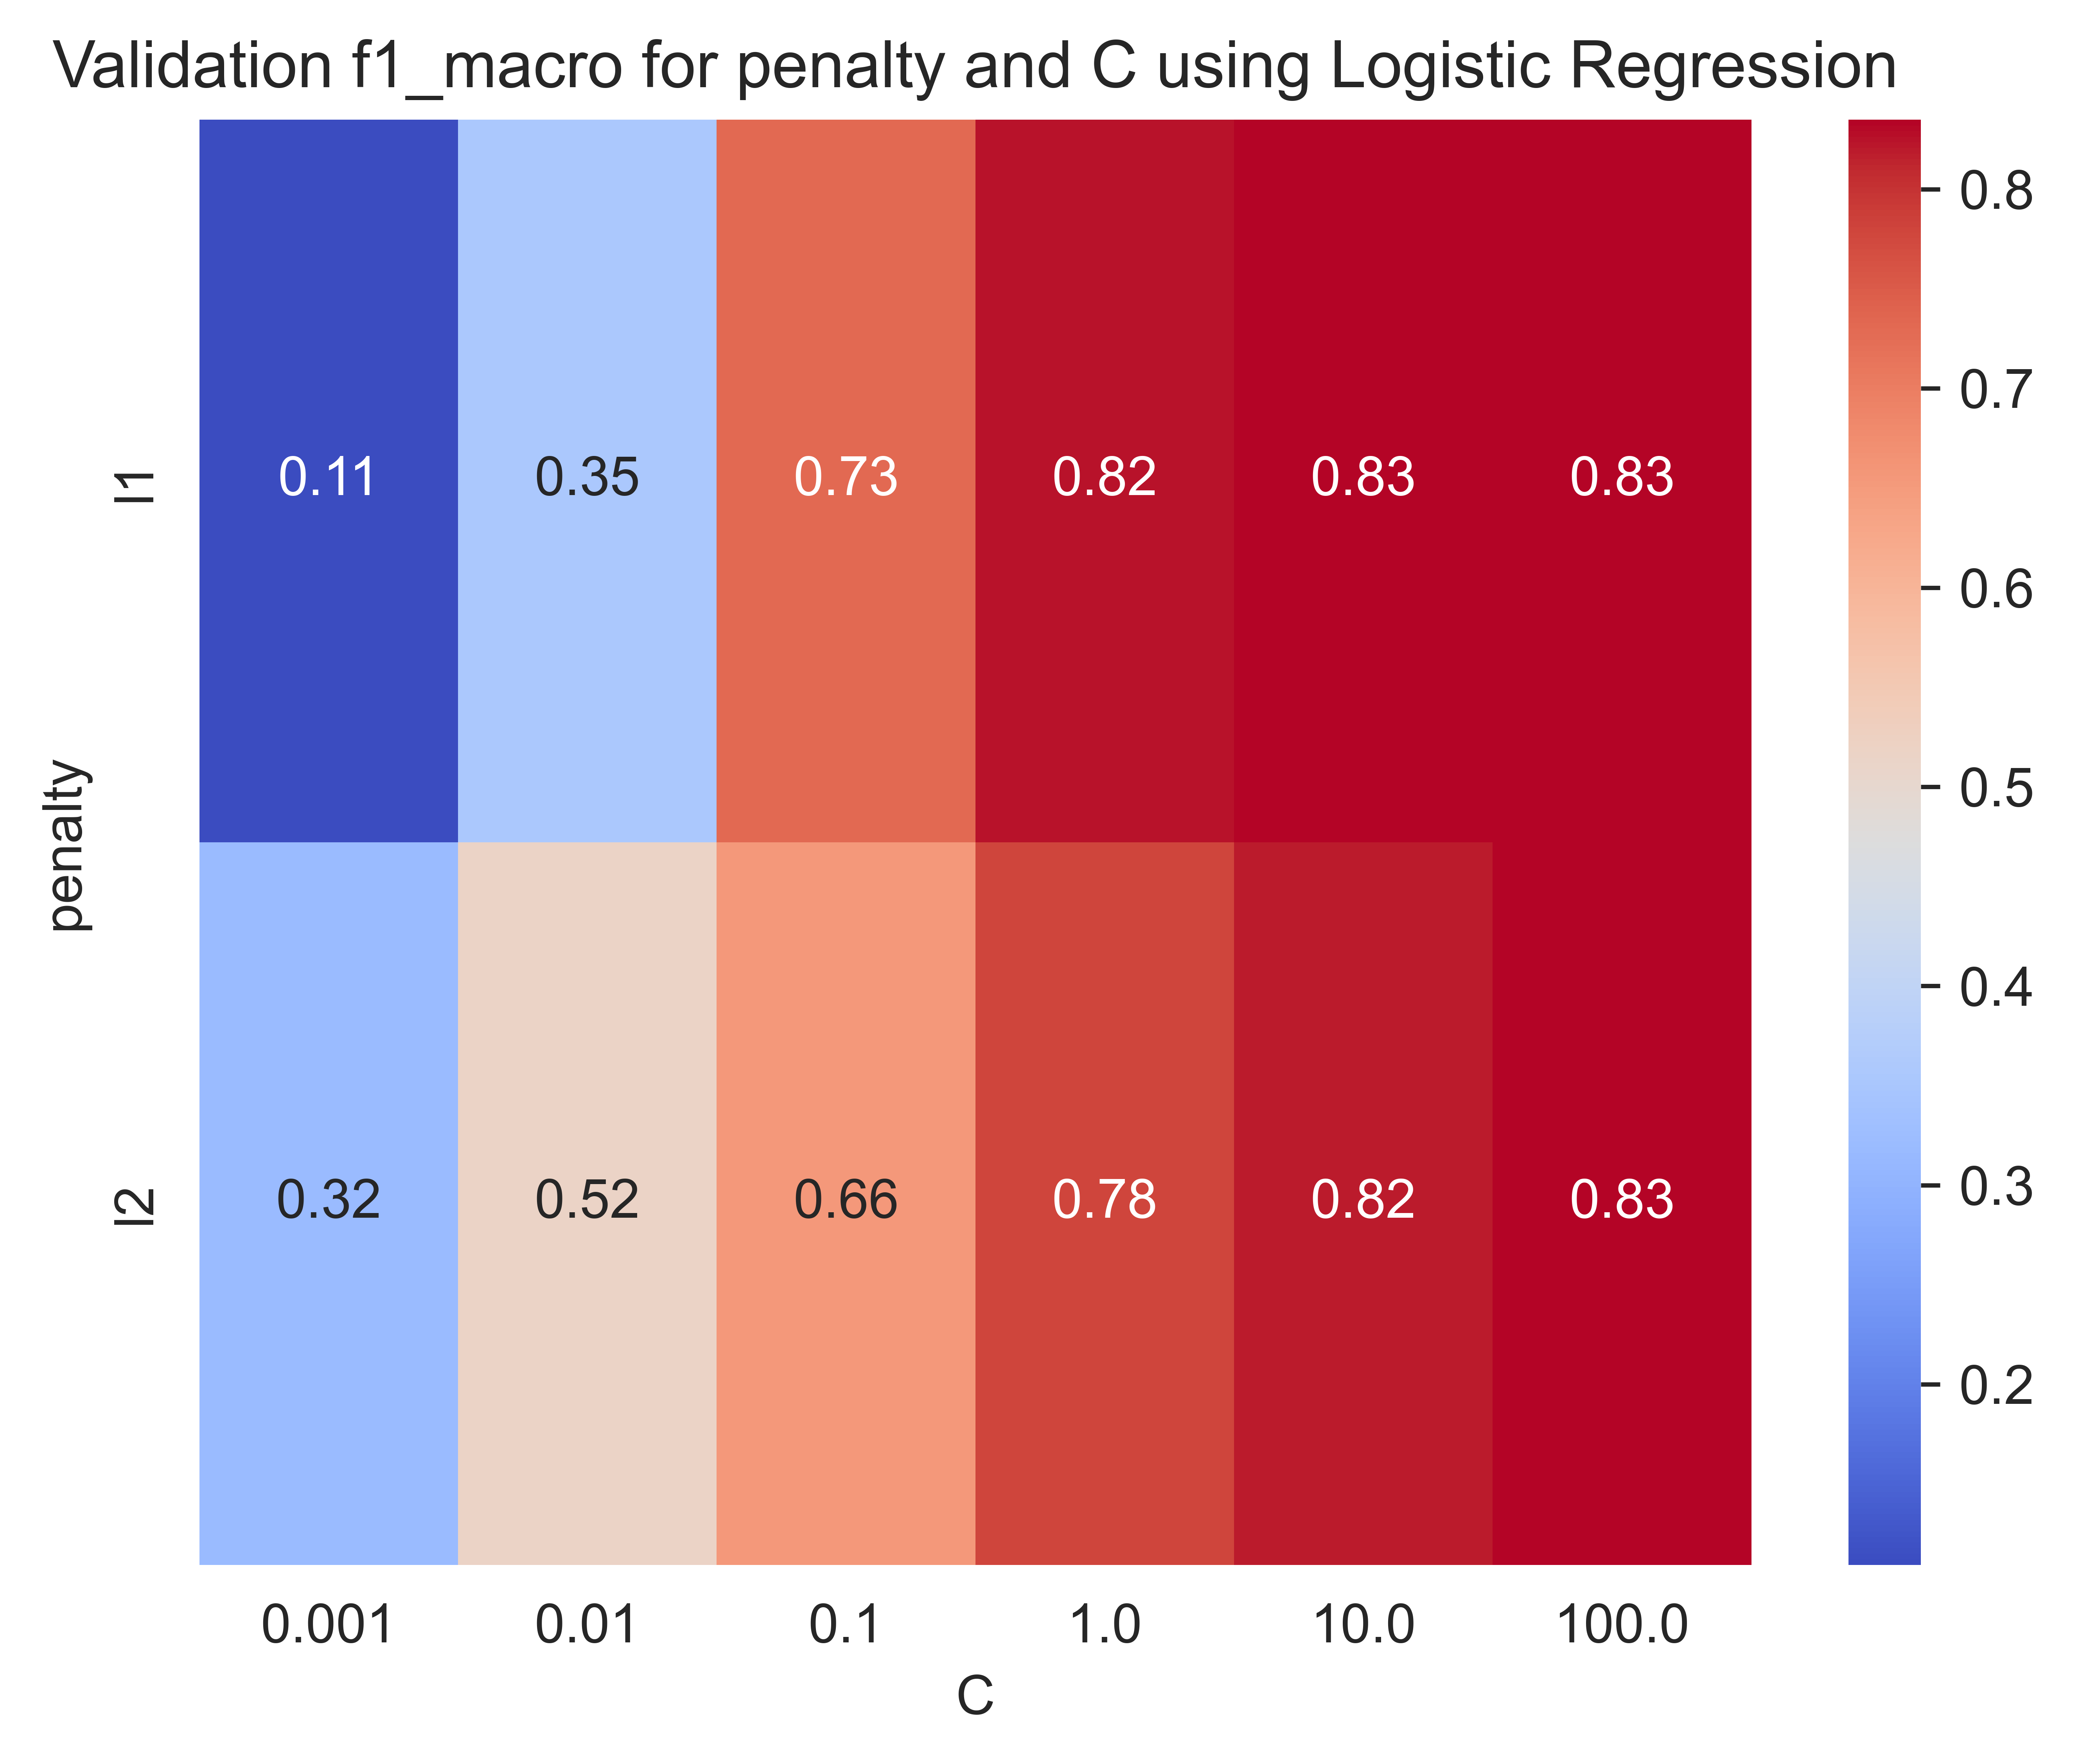 Validation f1_macro for penalty and C using Logistic Regression
penalty
l1
0.11 0.35 0.73 0.82 0.83 0.83
l2
0.32 0.52 0.66 0.78 0.82 0.83
0.001 0.01 0.1 1.0 10.0 100.0
C
0.8
0.7
0.6
0.5
0.4
0.3
0.2